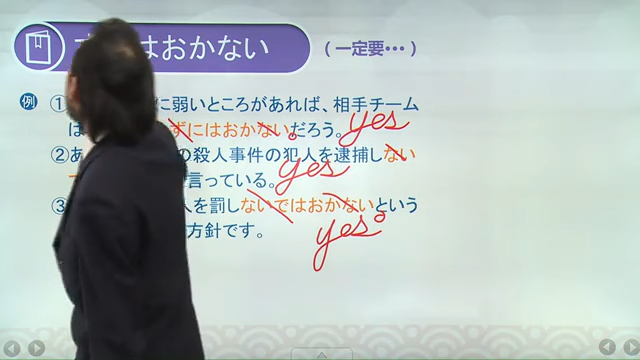 はおかない (一定要…)
例 ① に弱いところがあれば、相手チーム
は ずにはおかないだろう。yes
② あ の殺人事件の犯人を逮捕しない
言っている。yes
③ 人を罰しないではおかないという
方針です。yes